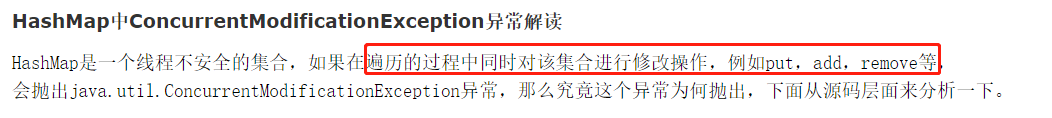 HashMap中ConcurrentModificationException异常解读
HashMap是一个线程不安全的集合，如果在遍历的过程中同时对该集合进行修改操作，例如put，add，remove等，
会抛出java.util.ConcurrentModificationException异常，那么究竟这个异常为何抛出，下面从源码层面来分析一下。